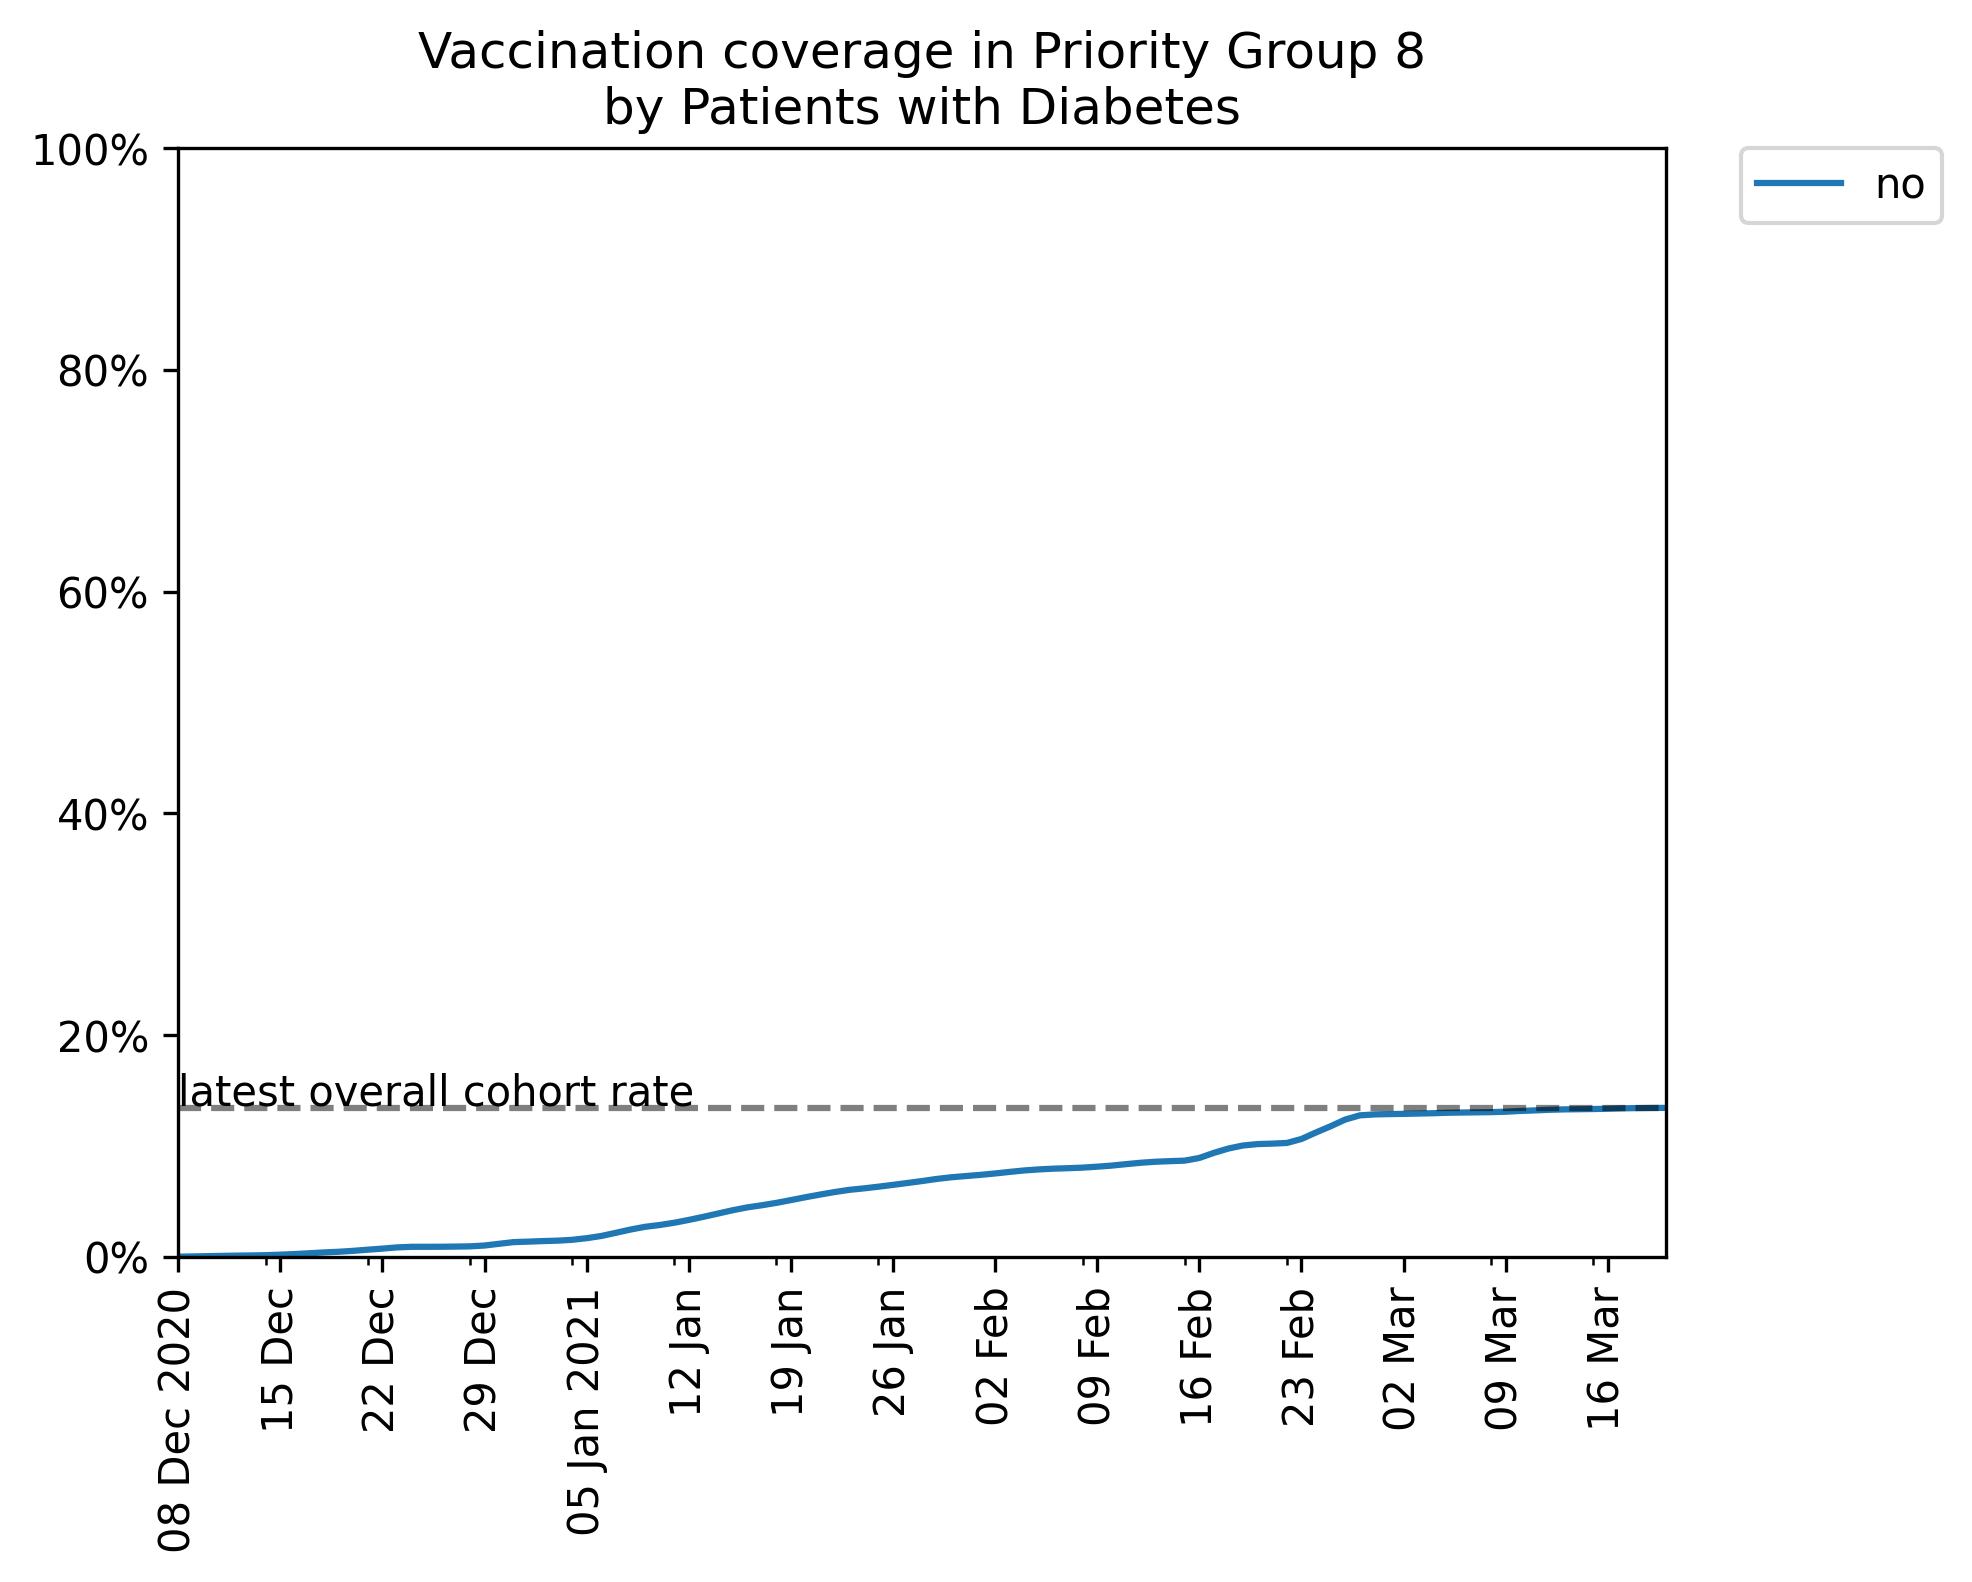 Vaccination coverage in Priority Group 8
by Patients with Diabetes
100%
80%
60%
40%
20%
0%
latest overall cohort rate
no
08 Dec 2020
15 Dec
22 Dec
29 Dec
05 Jan 2021
12 Jan
19 Jan
26 Jan
02 Feb
09 Feb
16 Feb
23 Feb
02 Mar
09 Mar
16 Mar